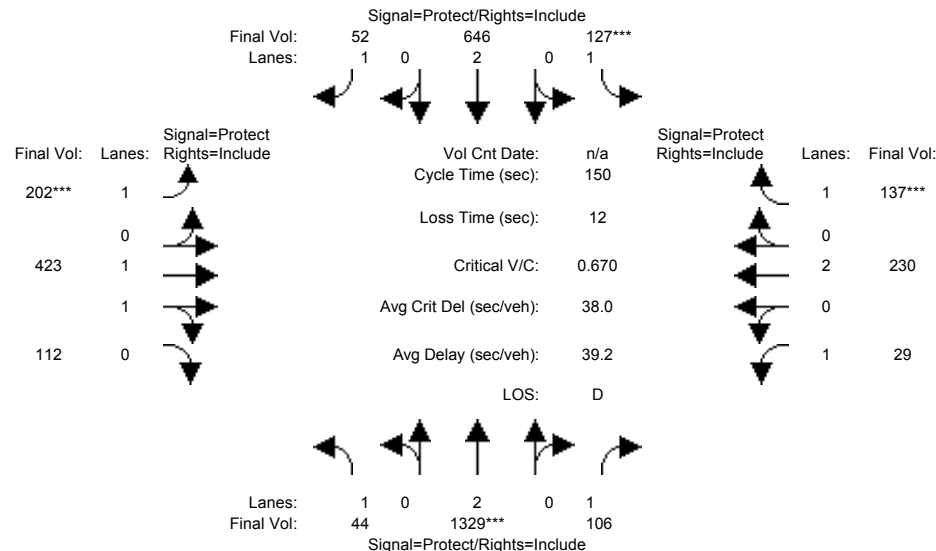 Signal=Protect/Rights=Include
Final Vol: 52 646 127***
Lanes: 1 0 2 0 1
Signal=Protect
Final Vol: Lanes: Rights=Include
Vol Cnt Date: n/a
Signal=Protect
Rights=Include Lanes: Final Vol:
Cycle Time (sec): 150
202*** 1
1 137***
Loss Time (sec): 12
0
0
423 1
Critical V/C: 0.670
2 230
1
Avg Crit Del (sec/veh): 38.0
0
112 0
Avg Delay (sec/veh): 39.2
1 29
LOS: D
Lanes: 1 0 2 0 1
Final Vol: 44 1329*** 106
Signal=Protect/Rights=Include